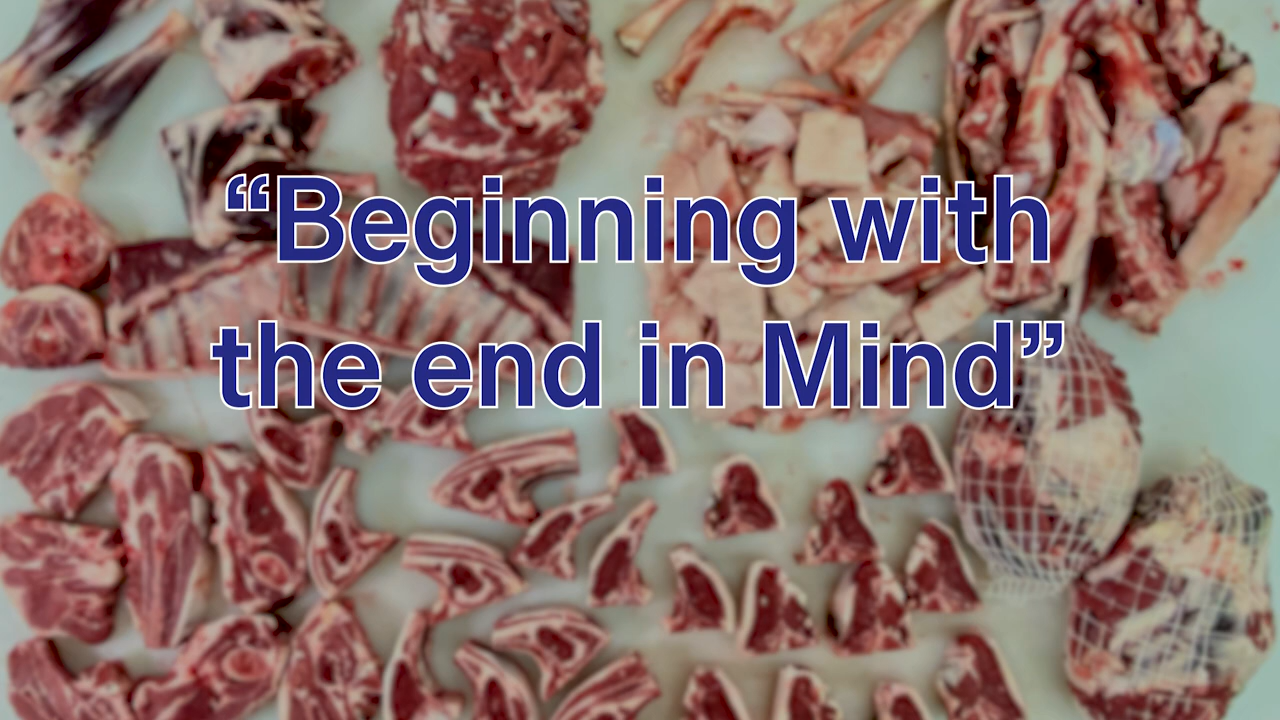 “Beginning with
the end in Mind”